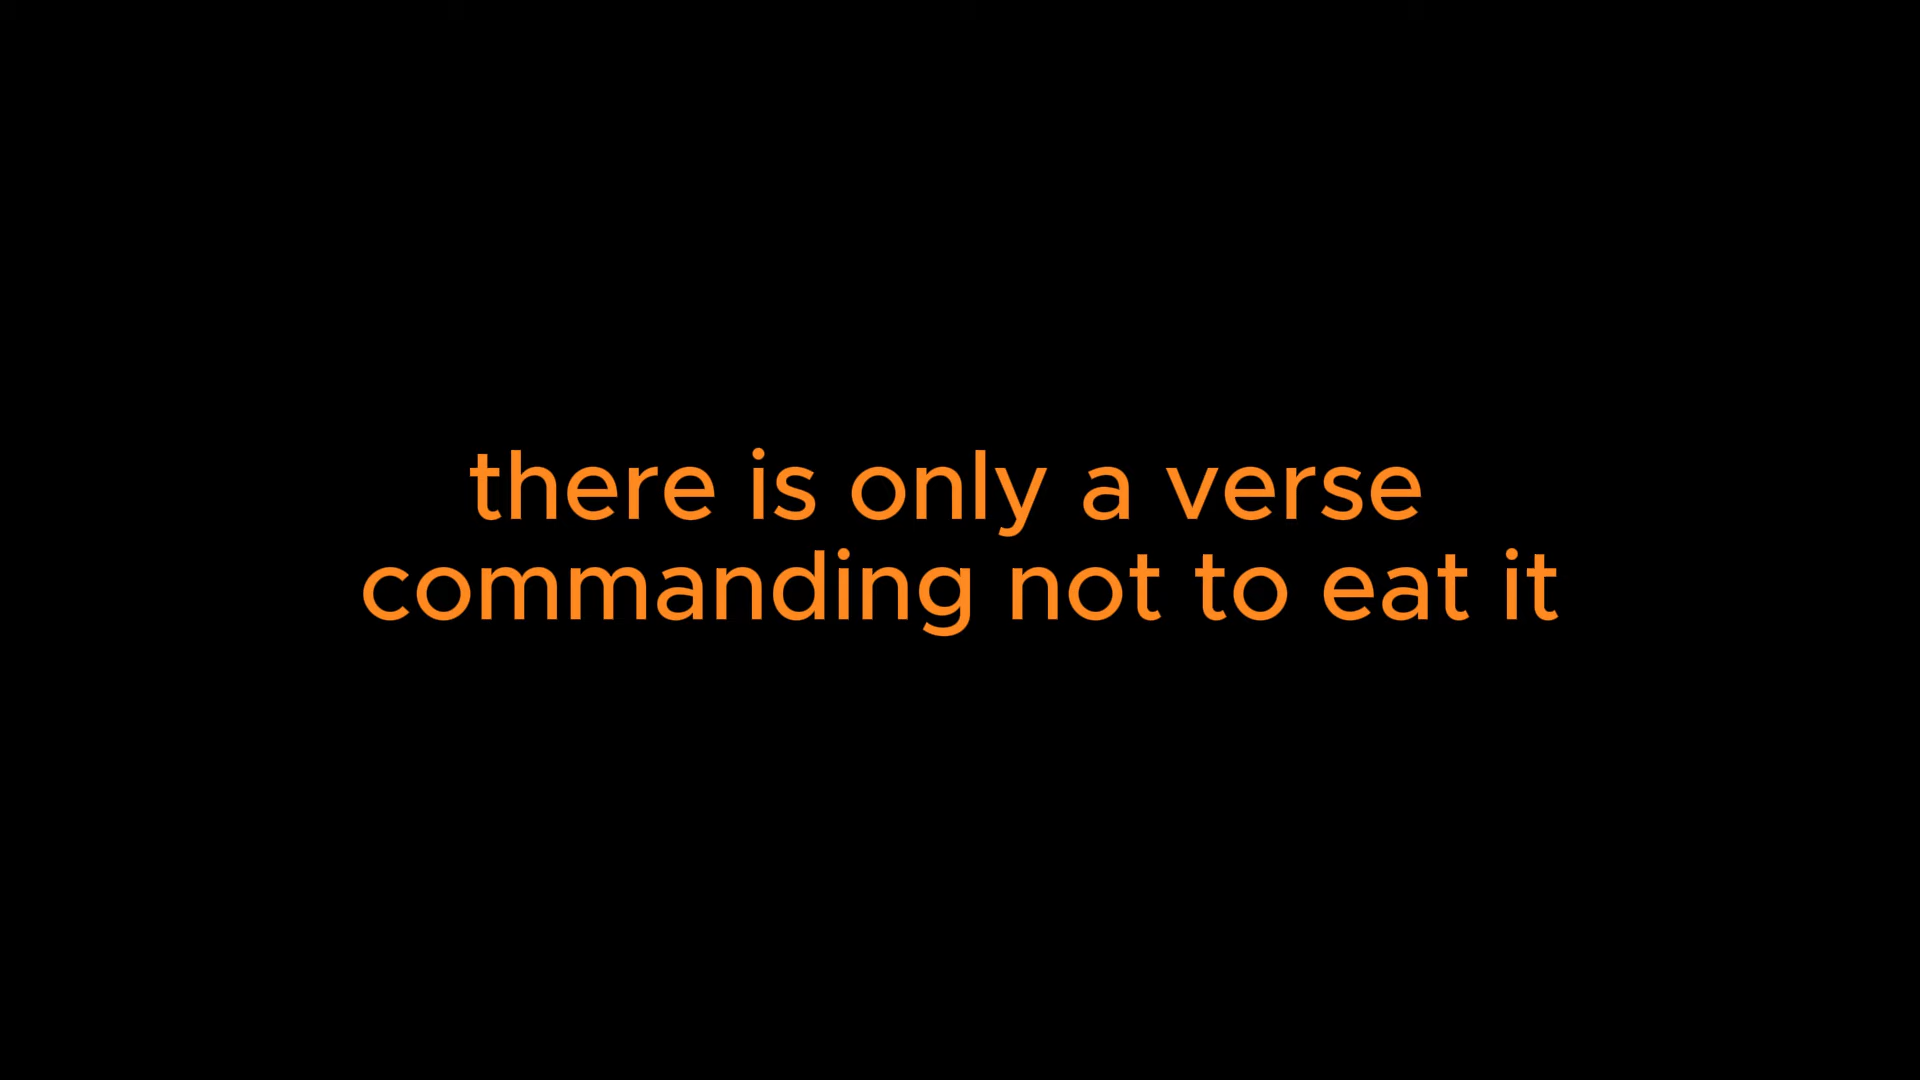 there is only a verse
commanding not to eat it